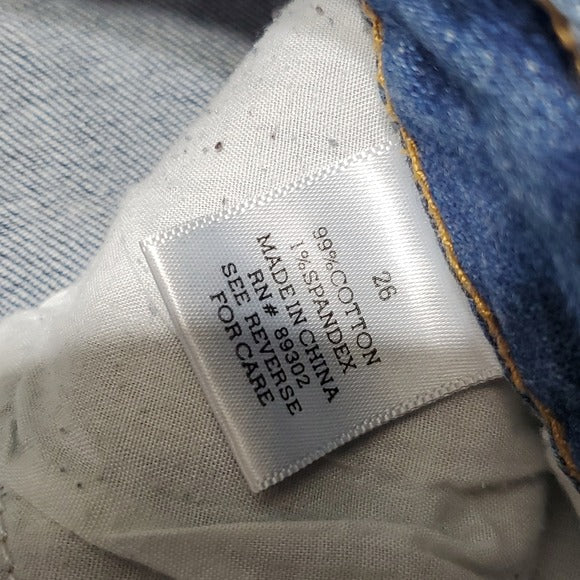 26
99%COTTON
1%SPANDEX
MADE IN CHINA
RN# 89302
SEE REVERSE
FOR CARE